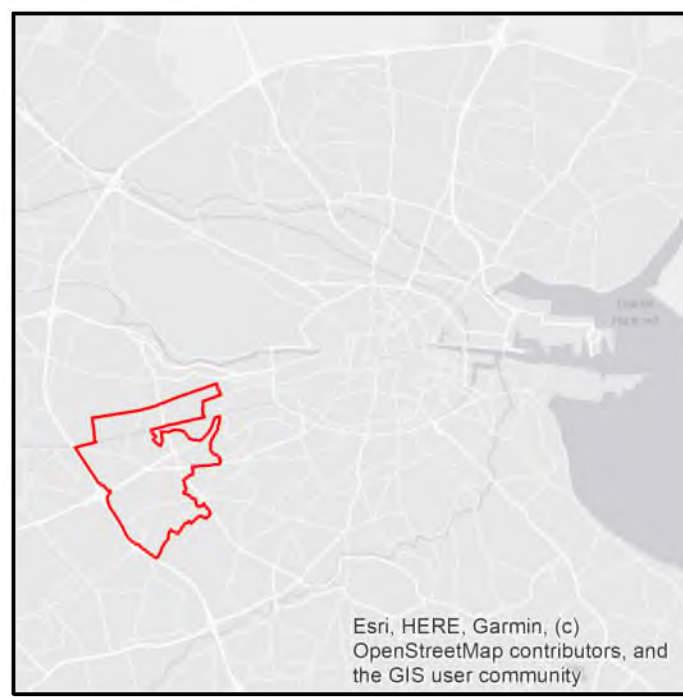 Esri, HERE, Garmin, (c)
OpenStreetMap contributors, and
the GIS user community